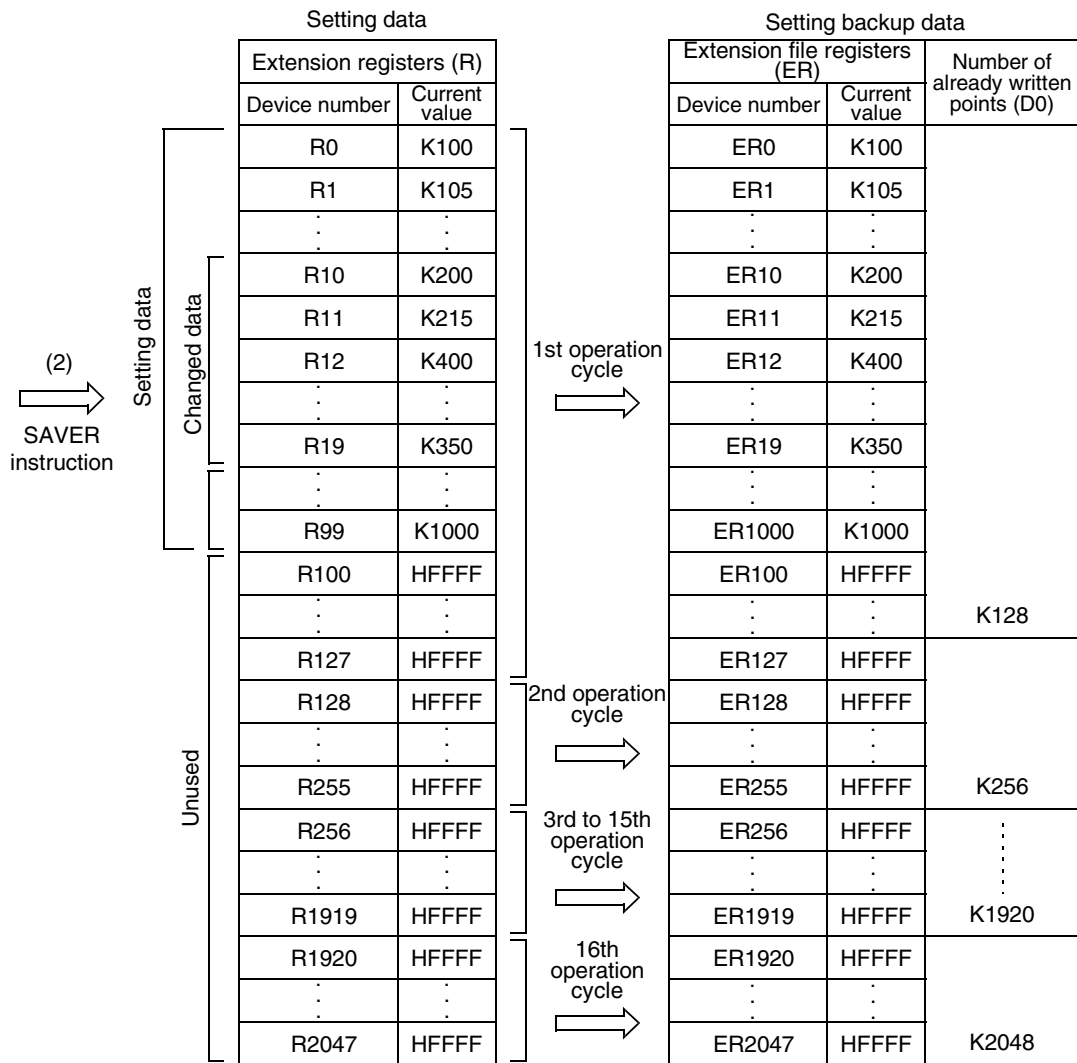 Setting data
Setting backup data
Extension registers (R)
Extension file registers (ER)
Number of already written points (D0)
Device number
Current value
Device number
Current value
R0 K100 ER0 K100
R1 K105 ER1 K105
R10 K200 ER10 K200
R11 K215 ER11 K215
R12 K400 ER12 K400
R19 K350 ER19 K350
R99 K1000 ER1000 K1000
R100 HFFFF ER100 HFFFF
K128
R127 HFFFF ER127 HFFFF
R128 HFFFF ER128 HFFFF
R255 HFFFF ER255 HFFFF K256
R256 HFFFF ER256 HFFFF
R1919 HFFFF ER1919 HFFFF K1920
R1920 HFFFF ER1920 HFFFF
R2047 HFFFF ER2047 HFFFF K2048
(2)
SAVER
instruction
Setting data
Changed data
Unused
1st operation
cycle
2nd operation
cycle
3rd to 15th
operation
cycle
16th
operation
cycle